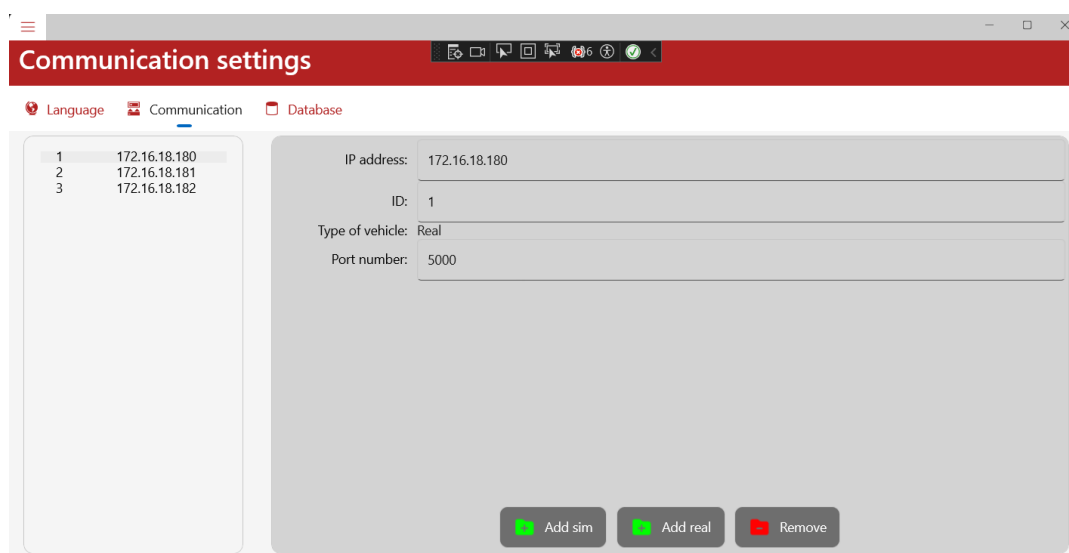 Communication settings
6
Language Communication Database
1 172.16.18.180
2 172.16.18.181
3 172.16.18.182
IP address: 172.16.18.180
ID: 1
Type of vehicle: Real
Port number: 5000
Add sim Add real Remove